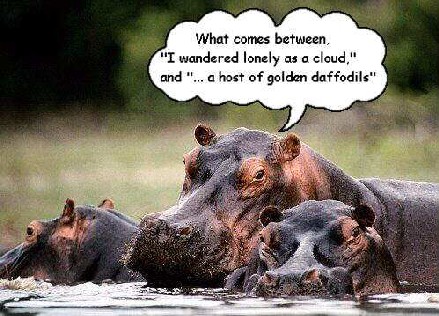 What comes between,
"I wandered lonely as a cloud,"
and "... a host of golden daffodils"